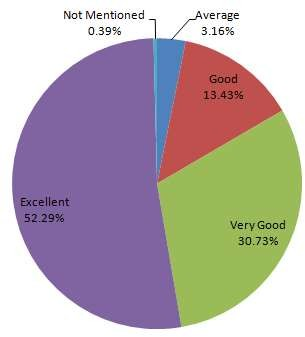 Not Mentioned
0.39%
Average
3.16%
Good
13.43%
Very Good
30.73%
Excellent
52.29%